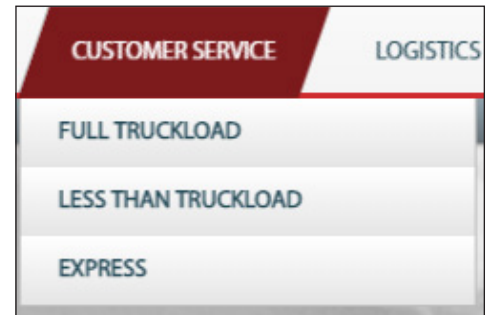 CUSTOMER SERVICE LOGISTICS
FULL TRUCKLOAD
LESS THAN TRUCKLOAD
EXPRESS